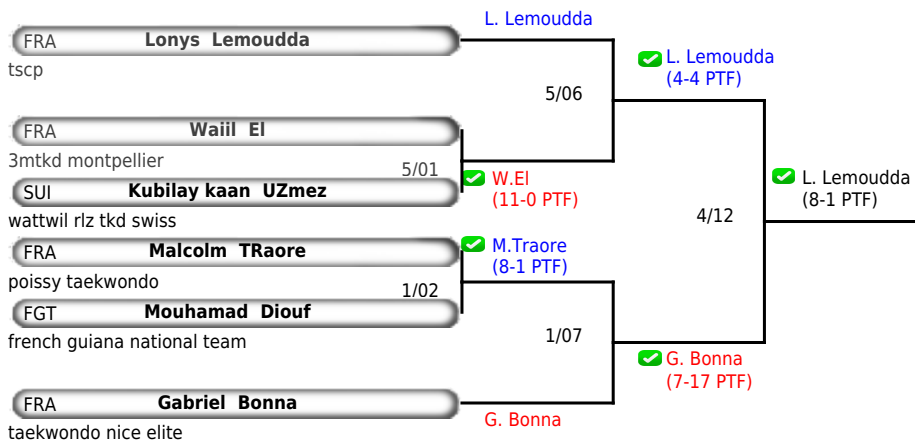 L. Lemoudda
FRA Lonys Lemoudda
tscp
L. Lemoudda
(4-4 PTF)
5/06
FRA Waiil El
3mtkd montpellier
5/01
W.El
(11-0 PTF)
SUI Kubilay kaan UZmez
wattwil rlz tkd swiss
L. Lemoudda
(8-1 PTF)
4/12
FRA Malcolm TRaore
poissy taekwondo
M.Traore
(8-1 PTF)
1/02
FGT Mouhamad Diouf
french guiana national team
1/07
G. Bonna
(7-17 PTF)
FRA Gabriel Bonna
taekwondo nice elite
G. Bonna